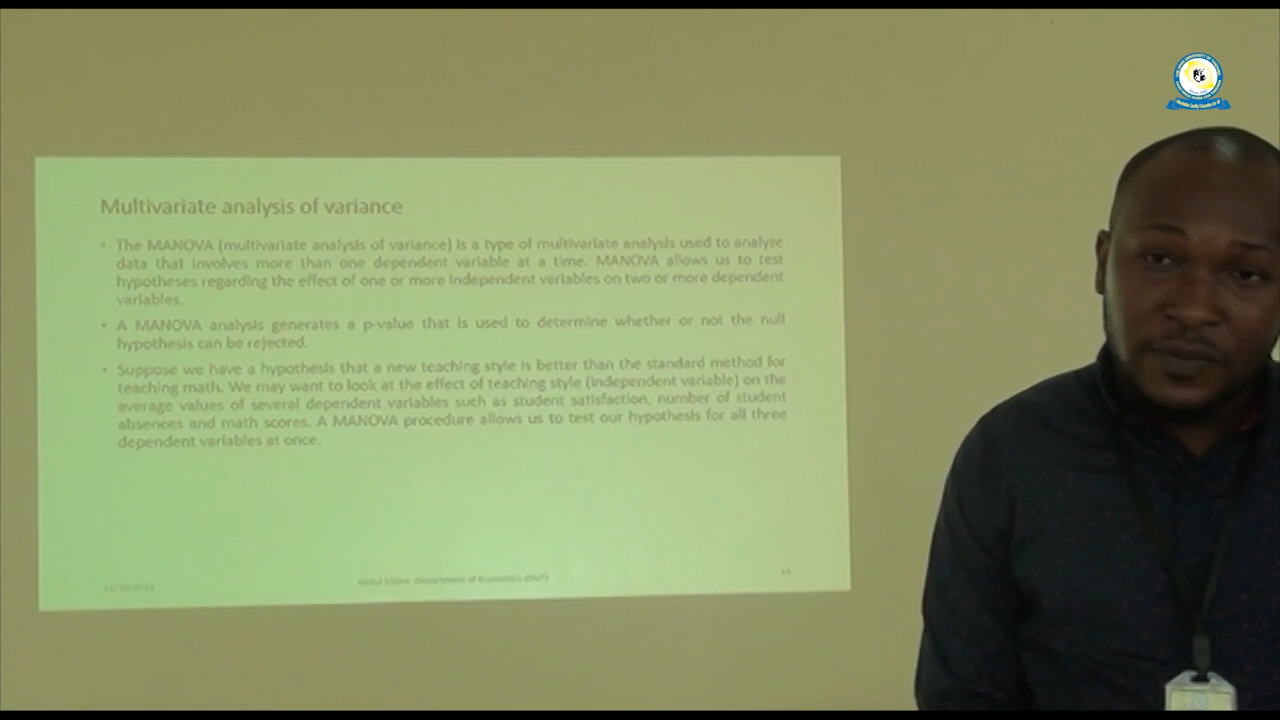 Multivariate analysis of variance
• The MANOVA (multivariate analysis of variance) is a type of multivariate analysis used to analyze
data that involves more than one dependent variable at a time. MANOVA allows us to test
hypotheses regarding the effect of one or more independent variables on two or more dependent
variables.
• A MANOVA analysis generates a p-value that is used to determine whether or not the null
hypothesis can be rejected.
• Suppose we have a hypothesis that a new teaching style is better than the standard method for
teaching math. We may want to look at the effect of teaching style (independent variable) on the
average values of several dependent variables such as student satisfaction, number of student
absences and math scores. A MANOVA procedure allows us to test our hypothesis for all three
dependent variables at once.
Department of Economics (OUT)